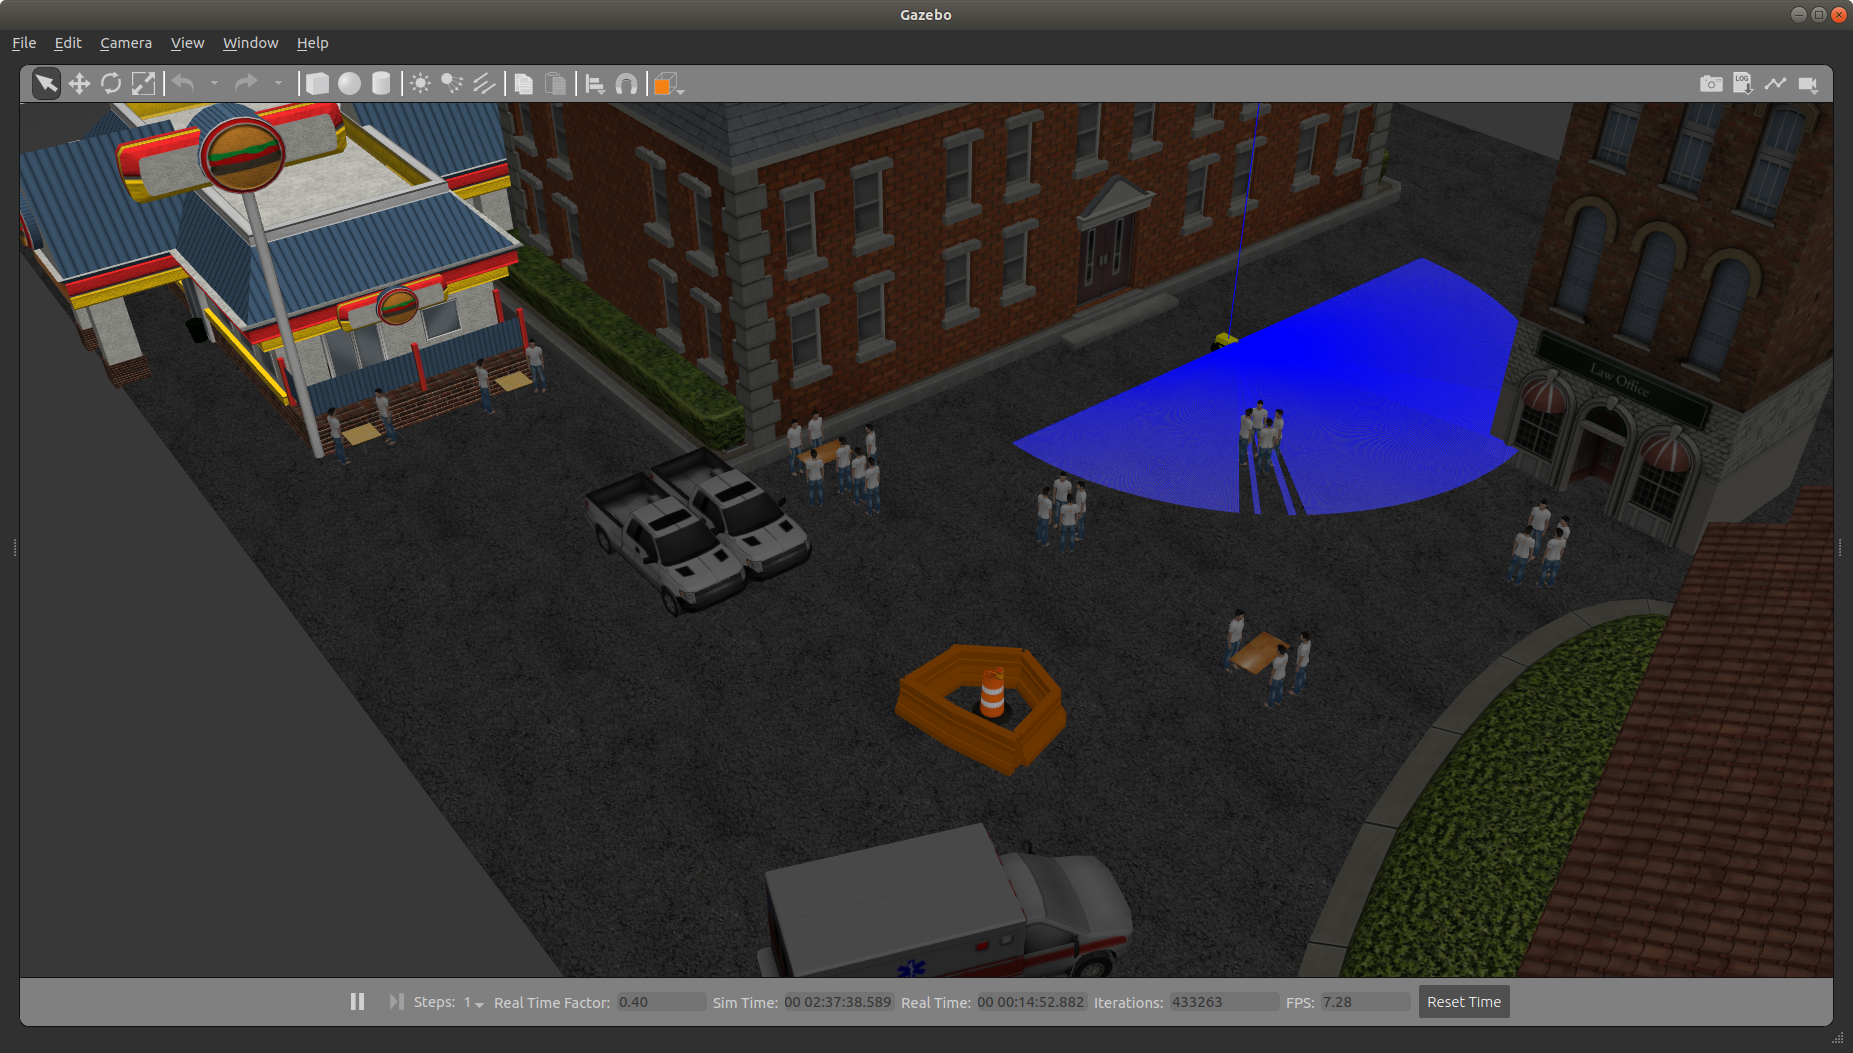 Gazebo
File Edit Camera View Window Help
LOG
Law Office
Steps: 1 Real Time Factor: 0.40 Sim Time: 00 02:37:38.589 Real Time: 00 00:14:52.882 Iterations: 433263 FPS: 7.28 Reset Time